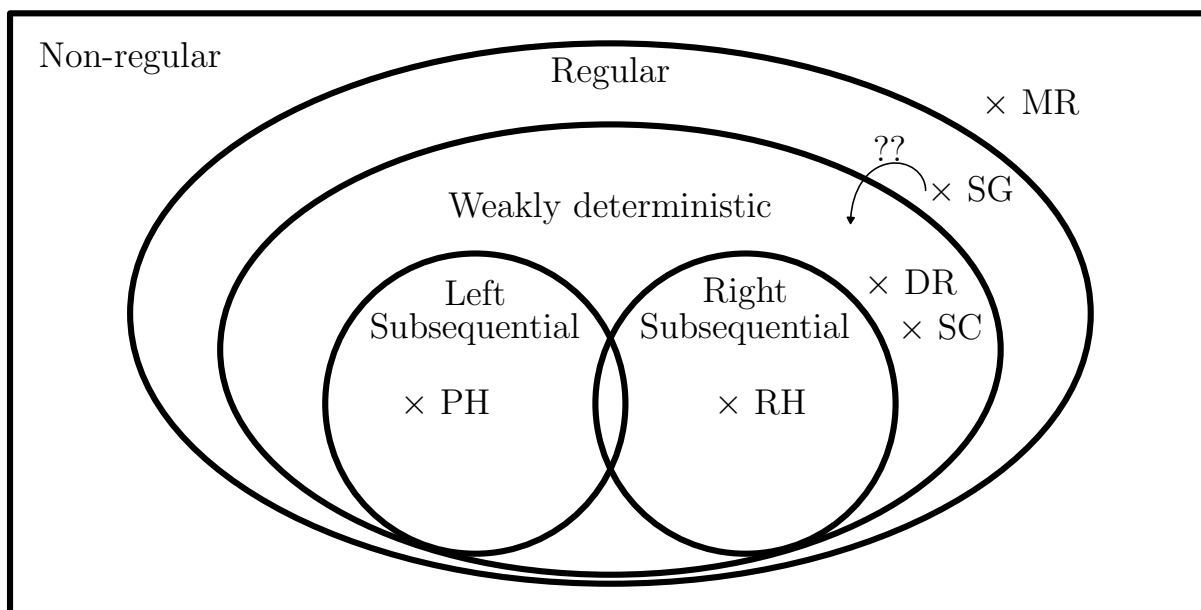 Non-regular
Regular
× MR
??
× SG
Weakly deterministic
Left
Subsequential
Right
Subsequential
× DR
× SC
× PH
× RH